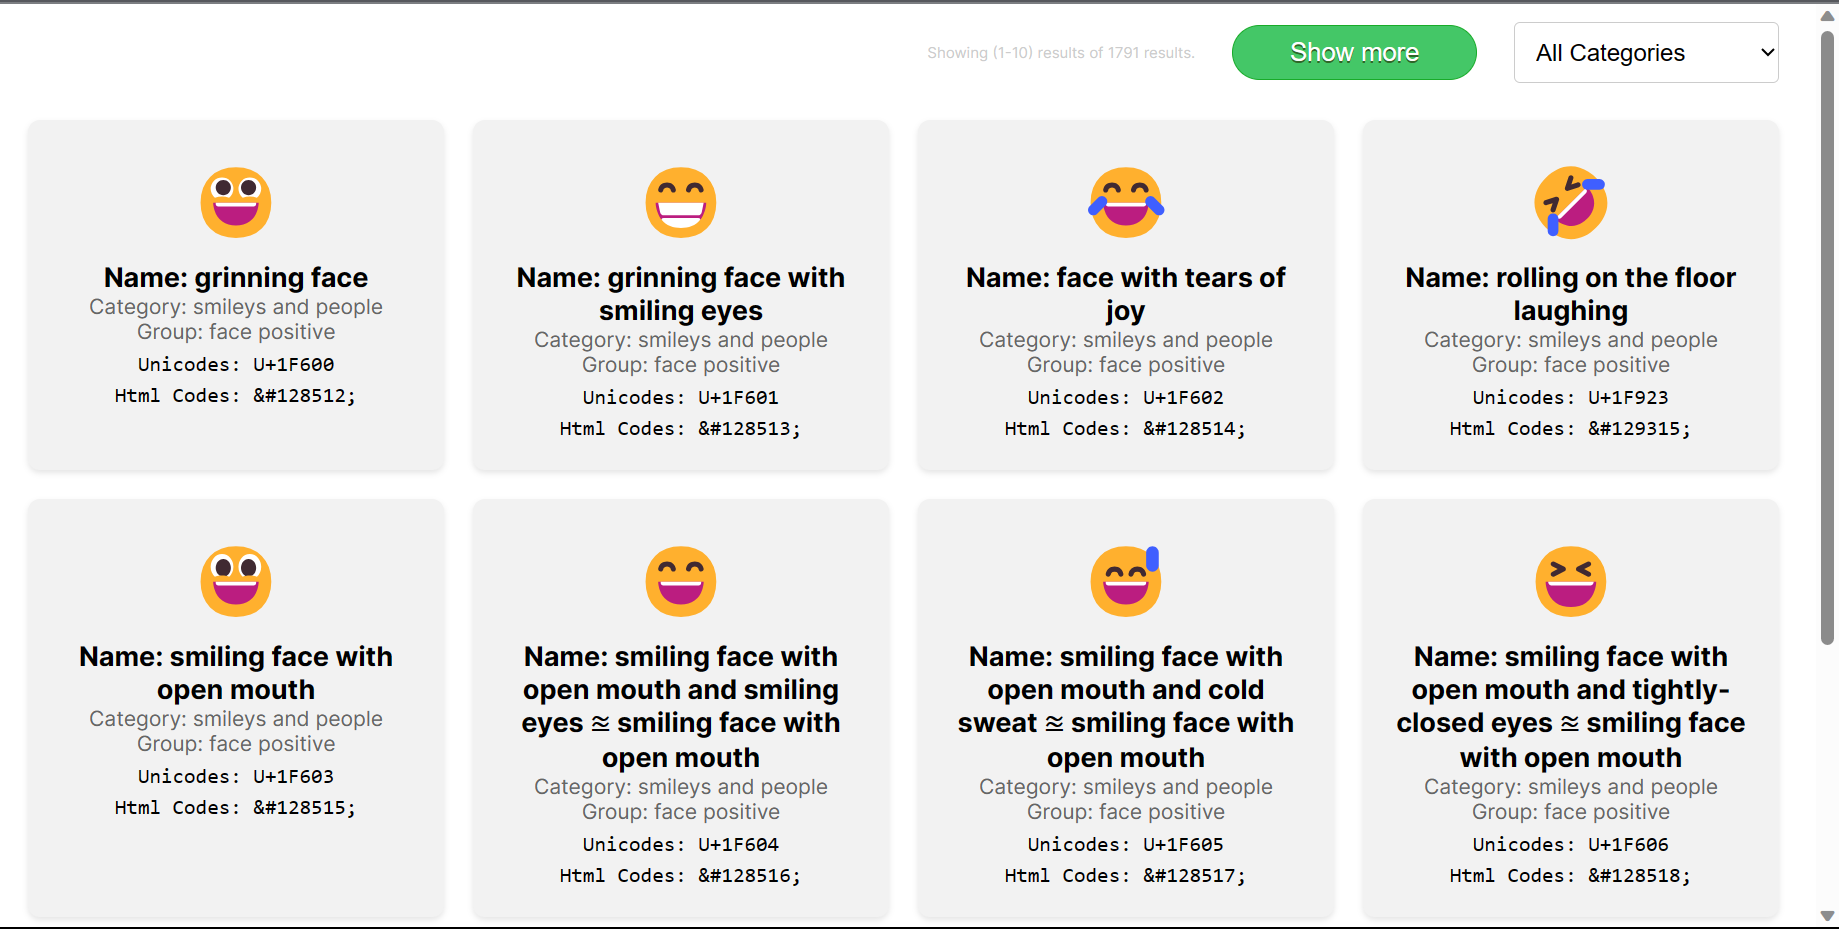 Showing (1-10) results of 1791 results.
Show more
All Categories
Name: grinning face
Category: smileys and people
Group: face positive
Unicodes: U+1F600
Html Codes: &#128512;
Name: grinning face with
smiling eyes
Category: smileys and people
Group: face positive
Unicodes: U+1F601
Html Codes: &#128513;
Name: face with tears of
joy
Category: smileys and people
Group: face positive
Unicodes: U+1F602
Html Codes: &#128514;
Name: rolling on the floor
laughing
Category: smileys and people
Group: face positive
Unicodes: U+1F923
Html Codes: &#129315;
Name: smiling face with
open mouth
Category: smileys and people
Group: face positive
Unicodes: U+1F603
Html Codes: &#128515;
Name: smiling face with
open mouth and smiling
eyes ≊ smiling face with
open mouth
Category: smileys and people
Group: face positive
Unicodes: U+1F604
Html Codes: &#128516;
Name: smiling face with
open mouth and cold
sweat ≊ smiling face with
open mouth
Category: smileys and people
Group: face positive
Unicodes: U+1F605
Html Codes: &#128517;
Name: smiling face with
open mouth and tightly-
closed eyes ≊ smiling face
with open mouth
Category: smileys and people
Group: face positive
Unicodes: U+1F606
Html Codes: &#128518;